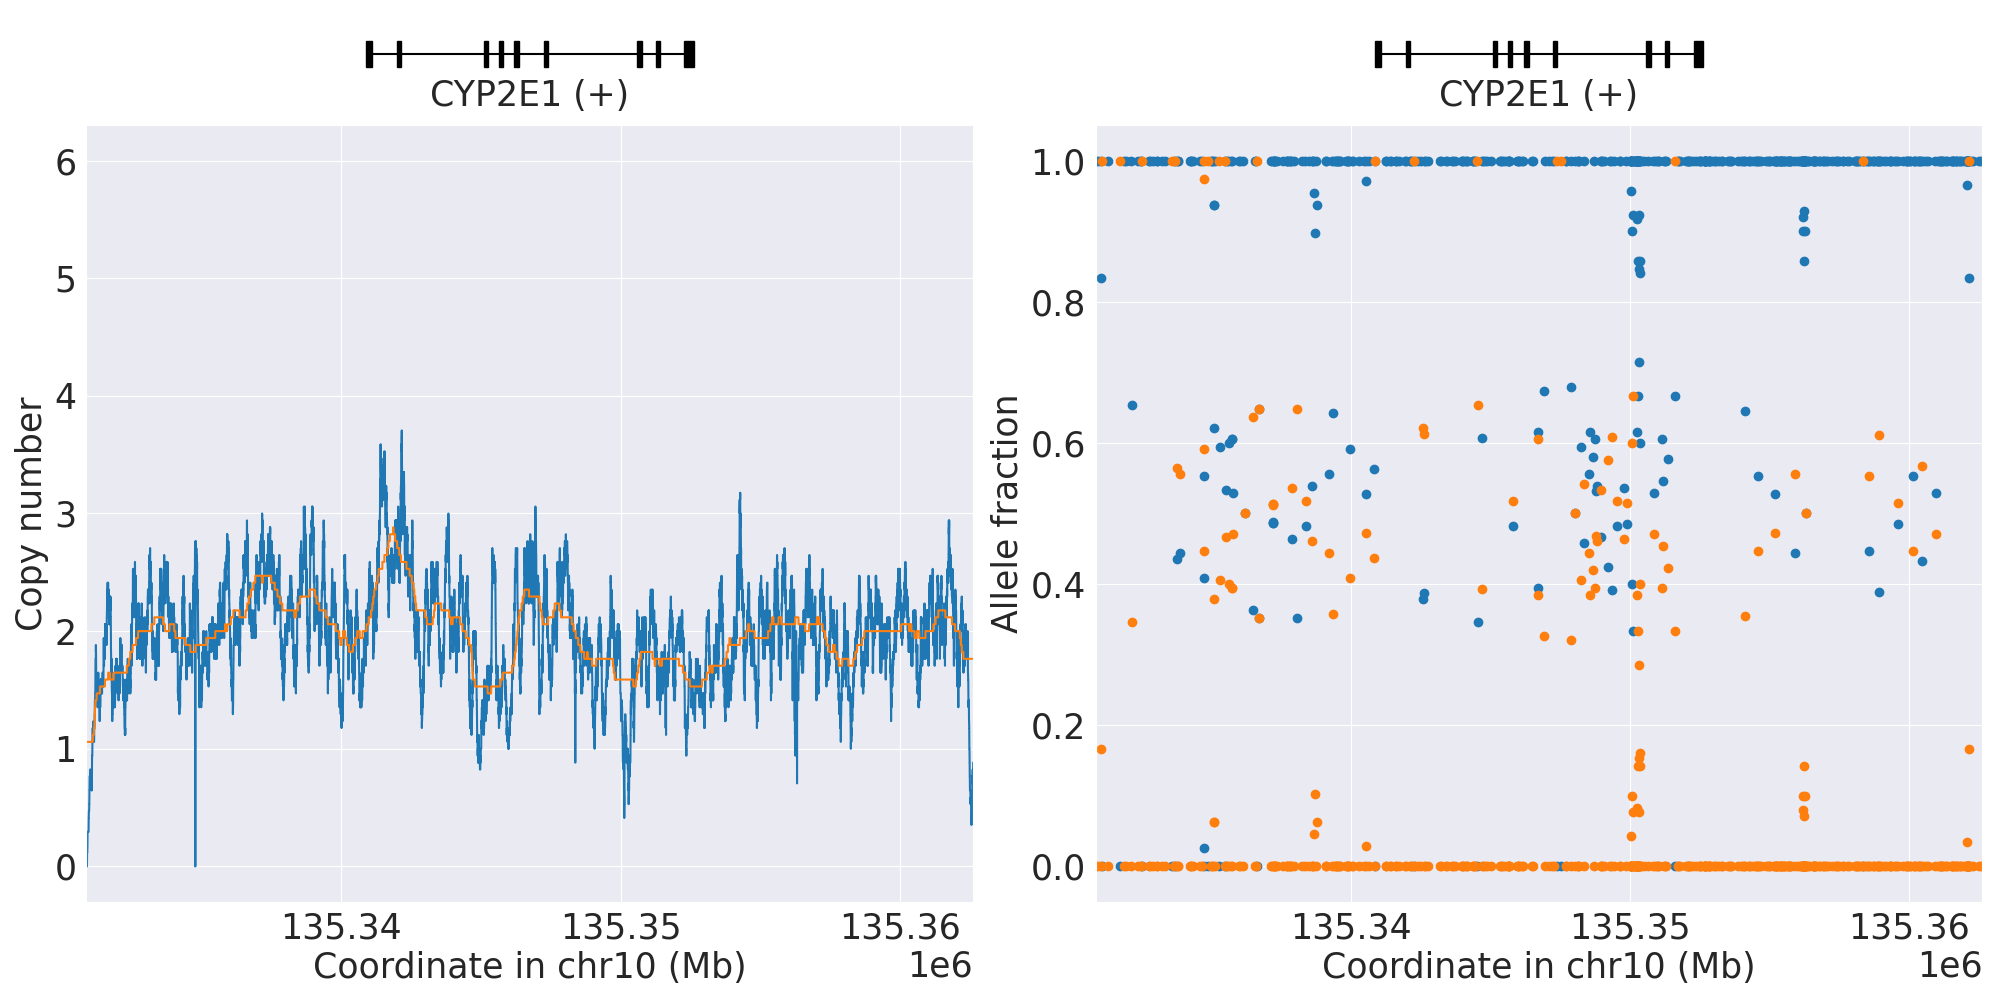 CYP2E1 (+)
Copy number
6
5
4
3
2
1
0
135.34
135.35
135.36
Coordinate in chr10 (Mb)
1e6
CYP2E1 (+)
Allele fraction
1.0
0.8
0.6
0.4
0.2
0.0
135.34
135.35
135.36
Coordinate in chr10 (Mb)
1e6